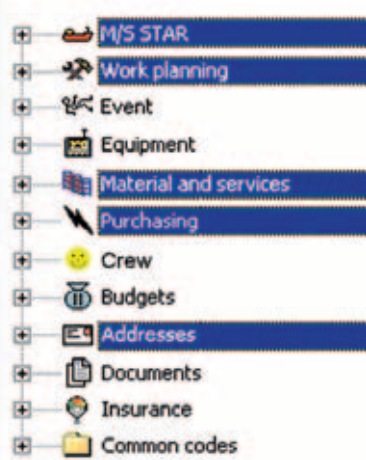 M/S STAR
Work planning
Event
Equipment
Material and services
Purchasing
Crew
Budgets
Addresses
Documents
Insurance
Common codes